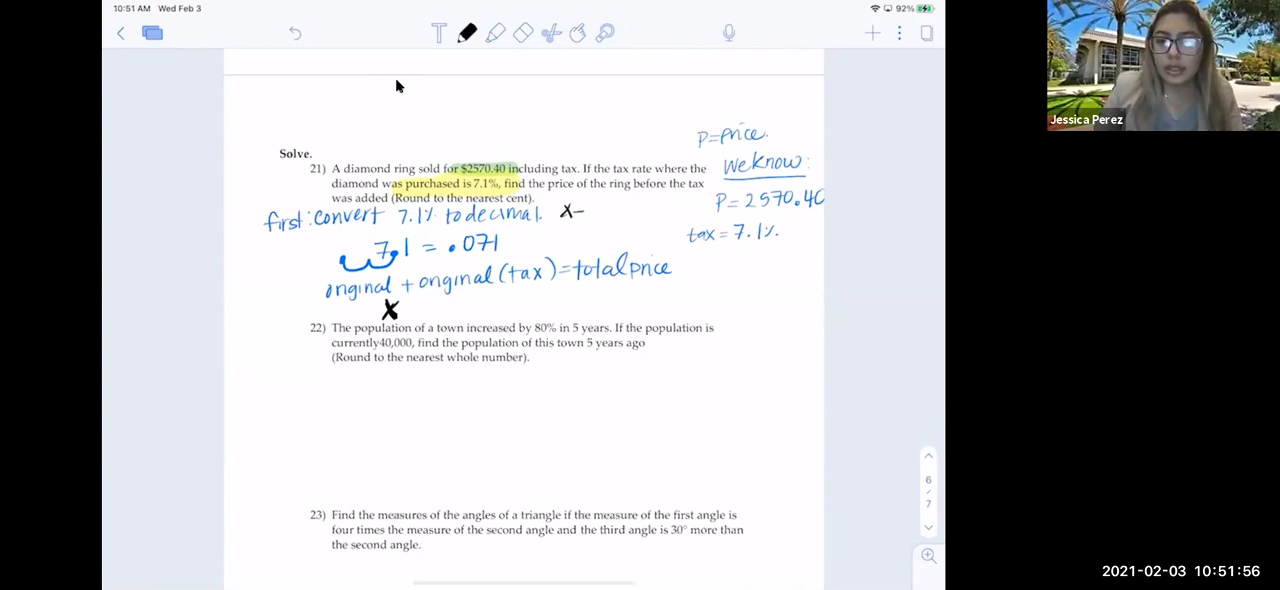 10:51 AM Wed Feb 3
92%
Jessica Perez
P=price.
Solve.
21) A diamond ring sold for $2570.40 including tax. If the tax rate where the
diamond was purchased is 7.1%, find the price of the ring before the tax
was added (Round to the nearest cent).
We know:
P=2570.40
tax=7.1%.
first: convert 7.1% to decimal. X-
7.1 = .071
original + original (tax)=total price
X
22) The population of a town increased by 80% in 5 years. If the population is
currently40,000, find the population of this town 5 years ago
(Round to the nearest whole number).
6
/
7
23) Find the measures of the angles of a triangle if the measure of the first angle is
four times the measure of the second angle and the third angle is 30° more than
the second angle.
2021-02-03 10:51:56